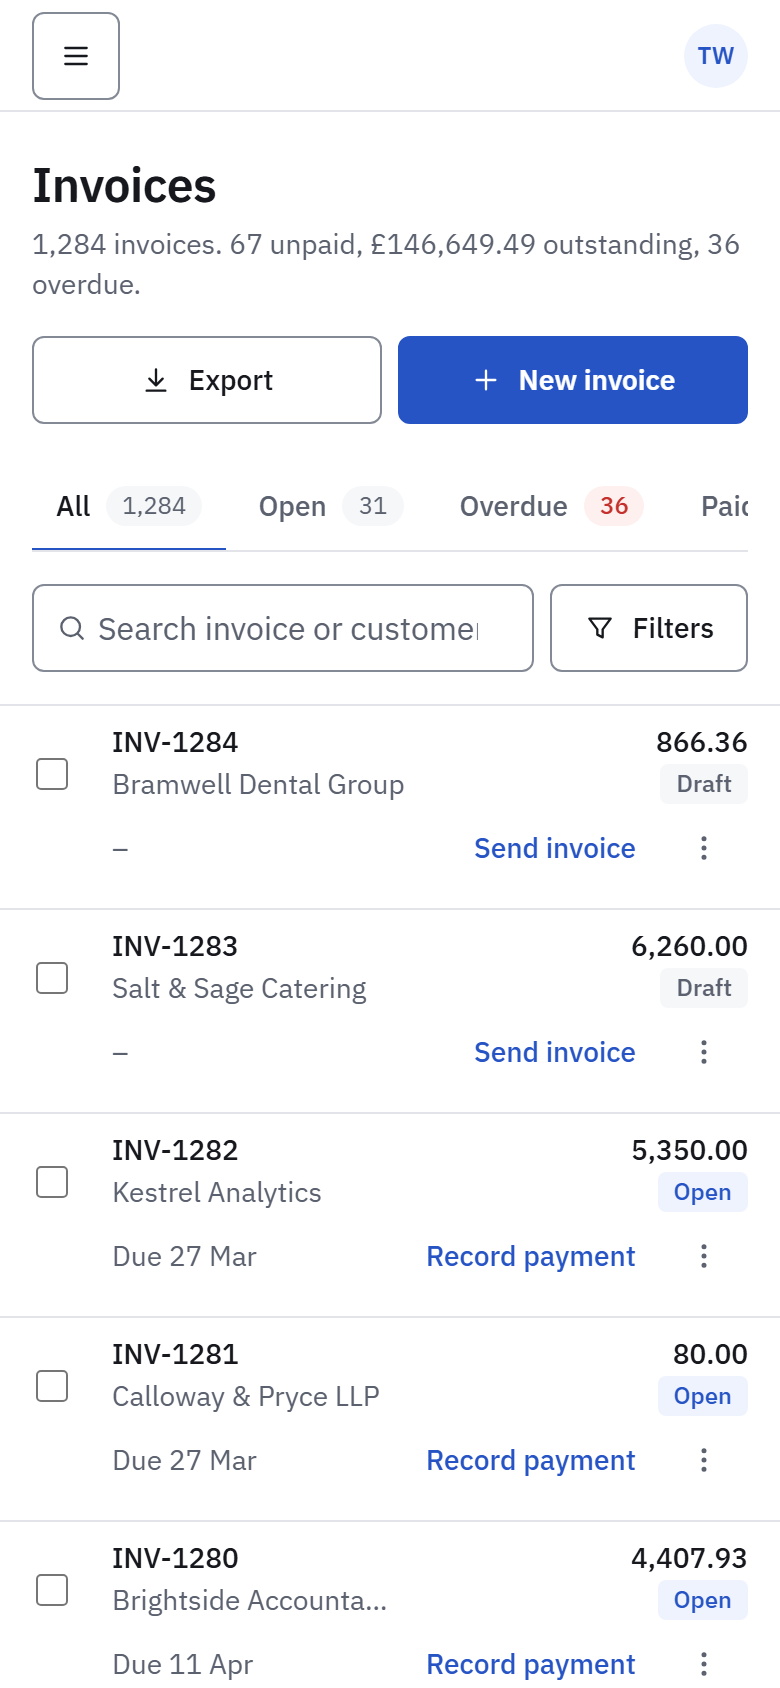 TW
Invoices
1,284 invoices. 67 unpaid, £146,649.49 outstanding, 36
overdue.
Export
New invoice
All 1,284 Open 31 Overdue 36 Paid
Search invoice or customer
Filters
INV-1284 866.36
Bramwell Dental Group Draft
– Send invoice
INV-1283 6,260.00
Salt & Sage Catering Draft
– Send invoice
INV-1282 5,350.00
Kestrel Analytics Open
Due 27 Mar Record payment
INV-1281 80.00
Calloway & Pryce LLP Open
Due 27 Mar Record payment
INV-1280 4,407.93
Brightside Accounta... Open
Due 11 Apr Record payment